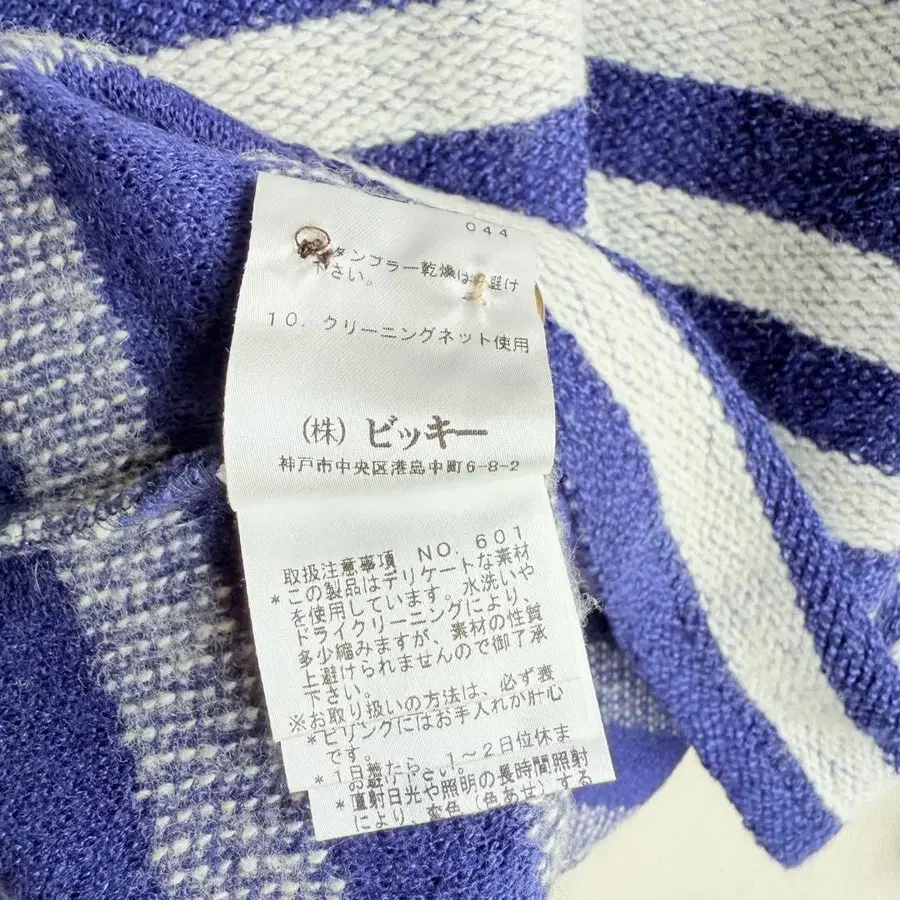 044
タンブラー乾燥は 避け
下さい。
10. クリーニングネット使用
(株) ビッキー
神戸市中央区港島中町6-8-2
取扱注意事項 NO. 601
*この製品はデリケートな素材
を使用しています。水洗いや
ドライクリーニングにより、
多少縮みますが、素材の性質
上避けられませんので御了承
下さい。
※お取り扱いの方法は、必ず表
*ピリングにはお手入れが肝心
です。
*1日着たら、1~2日位休ま
*直射日光や照明の長時間照射
により、変色(色あせ)する